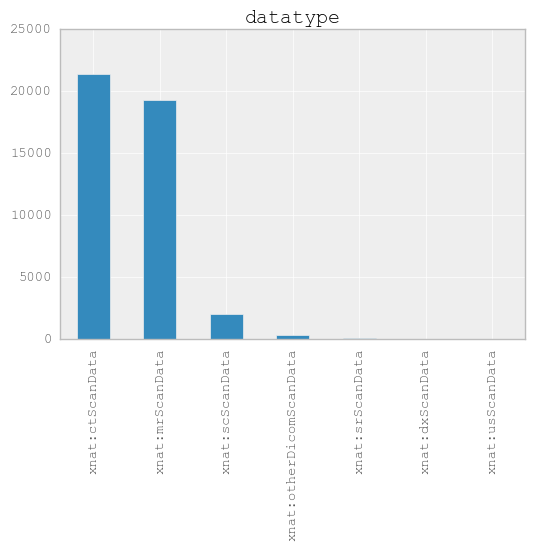 datatype
25000
20000
15000
10000
5000
0
xnat:ctScanData
xnat:mrScanData
xnat:scScanData
xnat:otherDicomScanData
xnat:srScanData
xnat:dxScanData
xnat:usScanData